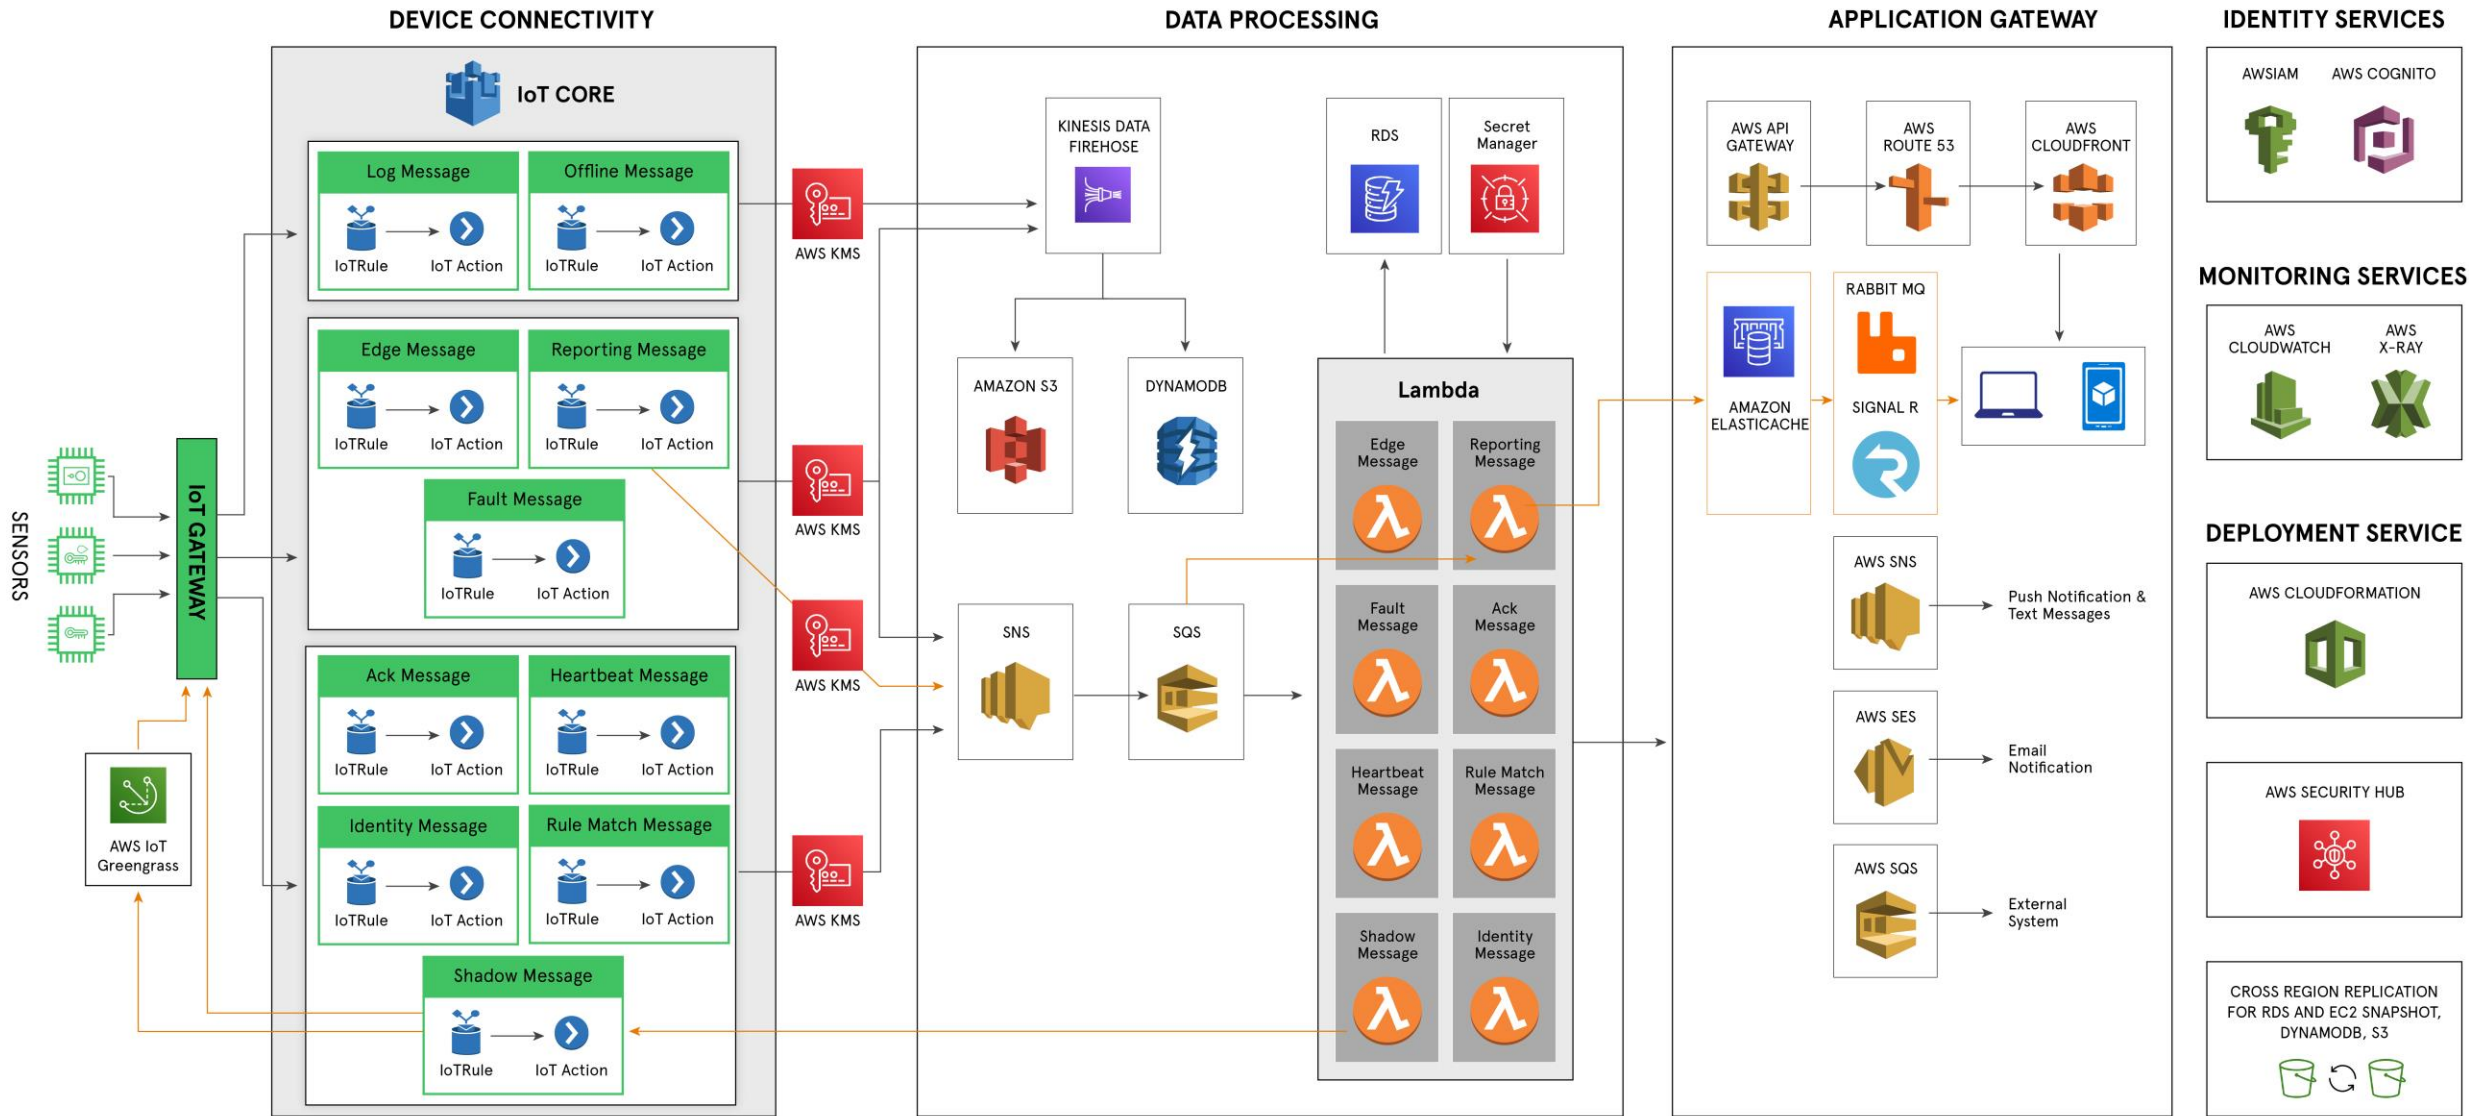 DEVICE CONNECTIVITY
IoT CORE
Log Message
IoTRule
IoT Action
Offline Message
IoTRule
IoT Action
Edge Message
IoTRule
IoT Action
Reporting Message
IoTRule
IoT Action
Fault Message
IoTRule
IoT Action
Ack Message
IoTRule
IoT Action
Heartbeat Message
IoTRule
IoT Action
Identity Message
IoTRule
IoT Action
Rule Match Message
IoTRule
IoT Action
Shadow Message
IoTRule
IoT Action
SENSORS
IoT GATEWAY
AWS IoT
Greengrass
AWS KMS
AWS KMS
AWS KMS
AWS KMS
DATA PROCESSING
KINESIS DATA
FIREHOSE
RDS
Secret
Manager
AMAZON S3
DYNAMODB
SNS
SQS
Lambda
Edge
Message
Reporting
Message
Fault
Message
Ack
Message
Heartbeat
Message
Rule Match
Message
Shadow
Message
Identity
Message
APPLICATION GATEWAY
AWS API
GATEWAY
AWS
ROUTE 53
AWS
CLOUDFRONT
AMAZON
ELASTICACHE
RABBIT MQ
SIGNAL R
AWS SNS
Push Notification &
Text Messages
AWS SES
Email
Notification
AWS SQS
External
System
IDENTITY SERVICES
AWSIAM
AWS COGNITO
MONITORING SERVICES
AWS
CLOUDWATCH
AWS
X-RAY
DEPLOYMENT SERVICE
AWS CLOUDFORMATION
AWS SECURITY HUB
CROSS REGION REPLICATION
FOR RDS AND EC2 SNAPSHOT,
DYNAMODB, S3